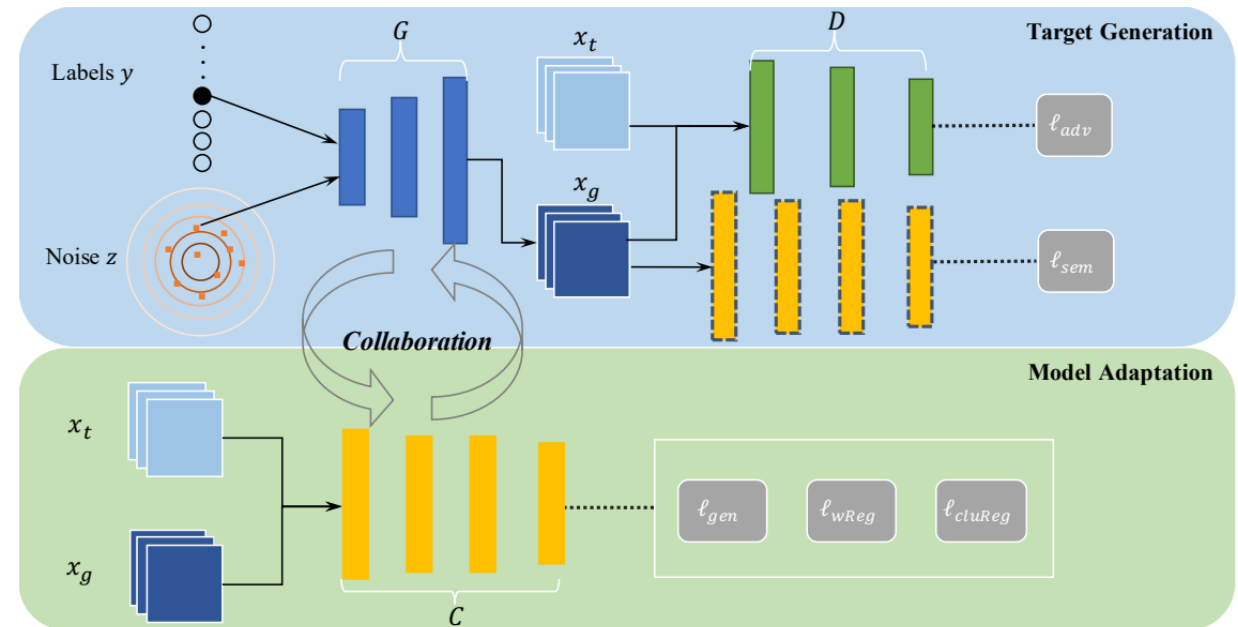 Target Generation
G
D
x_t
Labels y
ℓ_adv
x_g
Noise z
ℓ_sem
Collaboration
Model Adaptation
x_t
ℓ_gen
ℓ_wReg
ℓ_cluReg
x_g
C